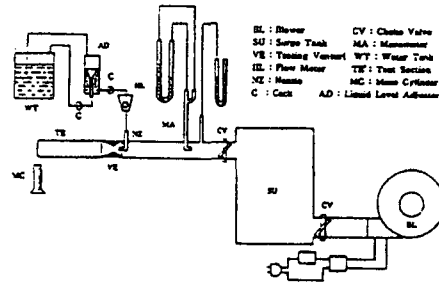 BL : Blower
CV : Choke Valve
SU : Surge Tank
MA : Manometer
VE : Testing Venturi
WT : Water Tank
FL : Flow Meter
TE : Test Section
NZ : Nozzle
MC : Mess Cylinder
C : Cock
AD : Liquid Level Adjuster
AD
C
FL
WT
C
TE
NZ
MA
CV
MC
VE
SU
CV
BL